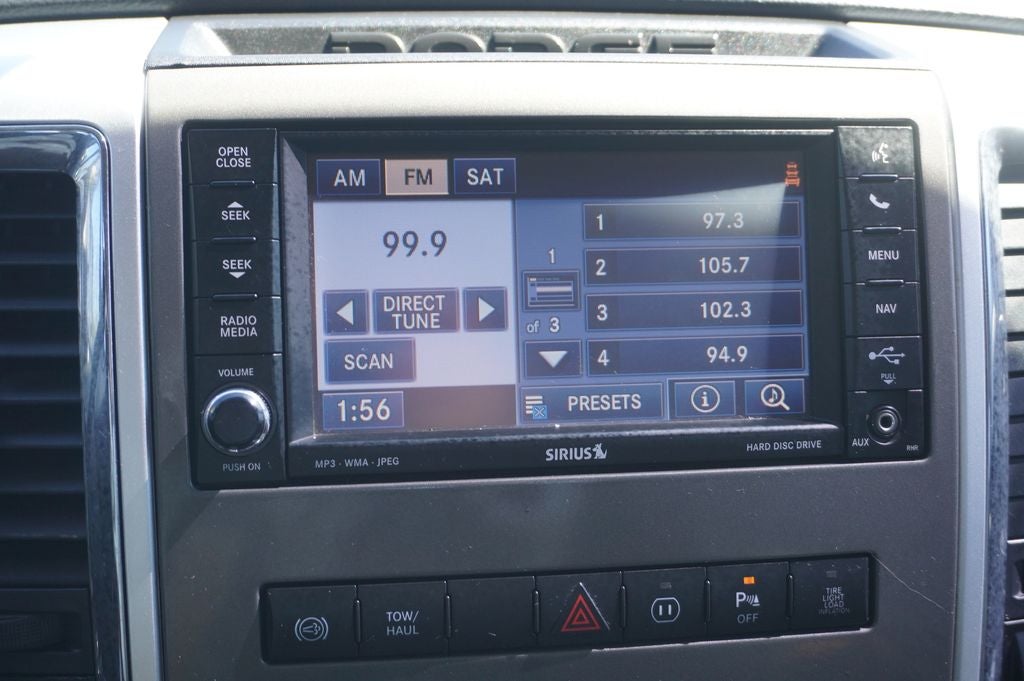 DODGE
OPEN
CLOSE
SEEK
SEEK
RADIO
MEDIA
VOLUME
PUSH ON
AM FM SAT
99.9
DIRECT
TUNE
SCAN
1:56
1
of 3
1 97.3
2 105.7
3 102.3
4 94.9
PRESETS
i
MP3 · WMA · JPEG
SIRIUS
HARD DISC DRIVE
MENU
NAV
PULL
AUX
RHR
TOW/
HAUL
P
OFF
TIRE
LIGHT
LOAD
INFLATION